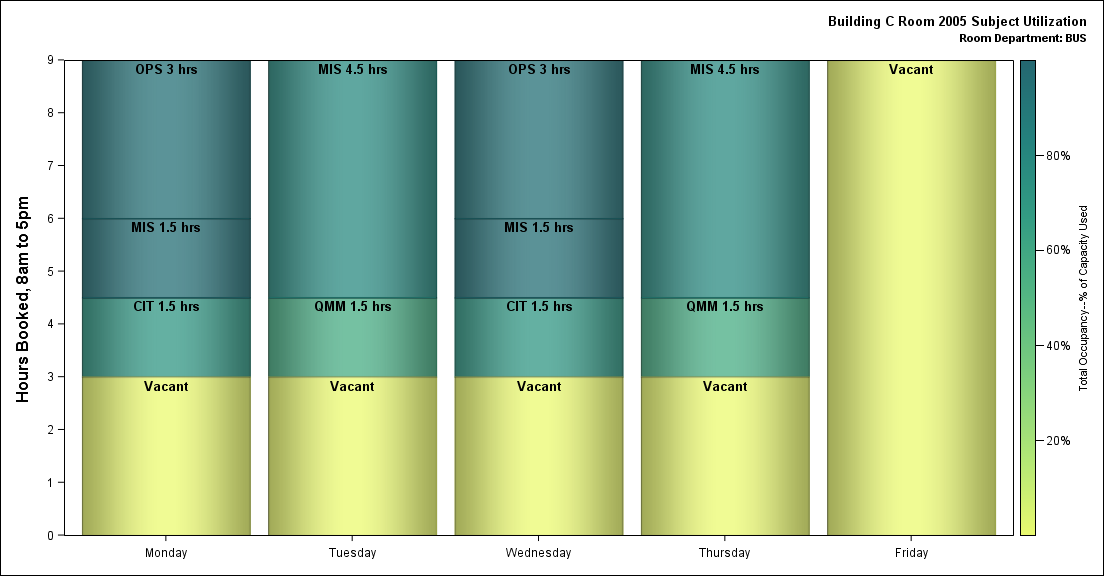 Building C Room 2005 Subject Utilization
Room Department: BUS
Hours Booked, 8am to 5pm
9
8
7
6
5
4
3
2
1
0
OPS 3 hrs
MIS 1.5 hrs
CIT 1.5 hrs
Vacant
MIS 4.5 hrs
QMM 1.5 hrs
Vacant
OPS 3 hrs
MIS 1.5 hrs
CIT 1.5 hrs
Vacant
MIS 4.5 hrs
QMM 1.5 hrs
Vacant
Vacant
Monday
Tuesday
Wednesday
Thursday
Friday
80%
60%
40%
20%
Total Occupancy--% of Capacity Used